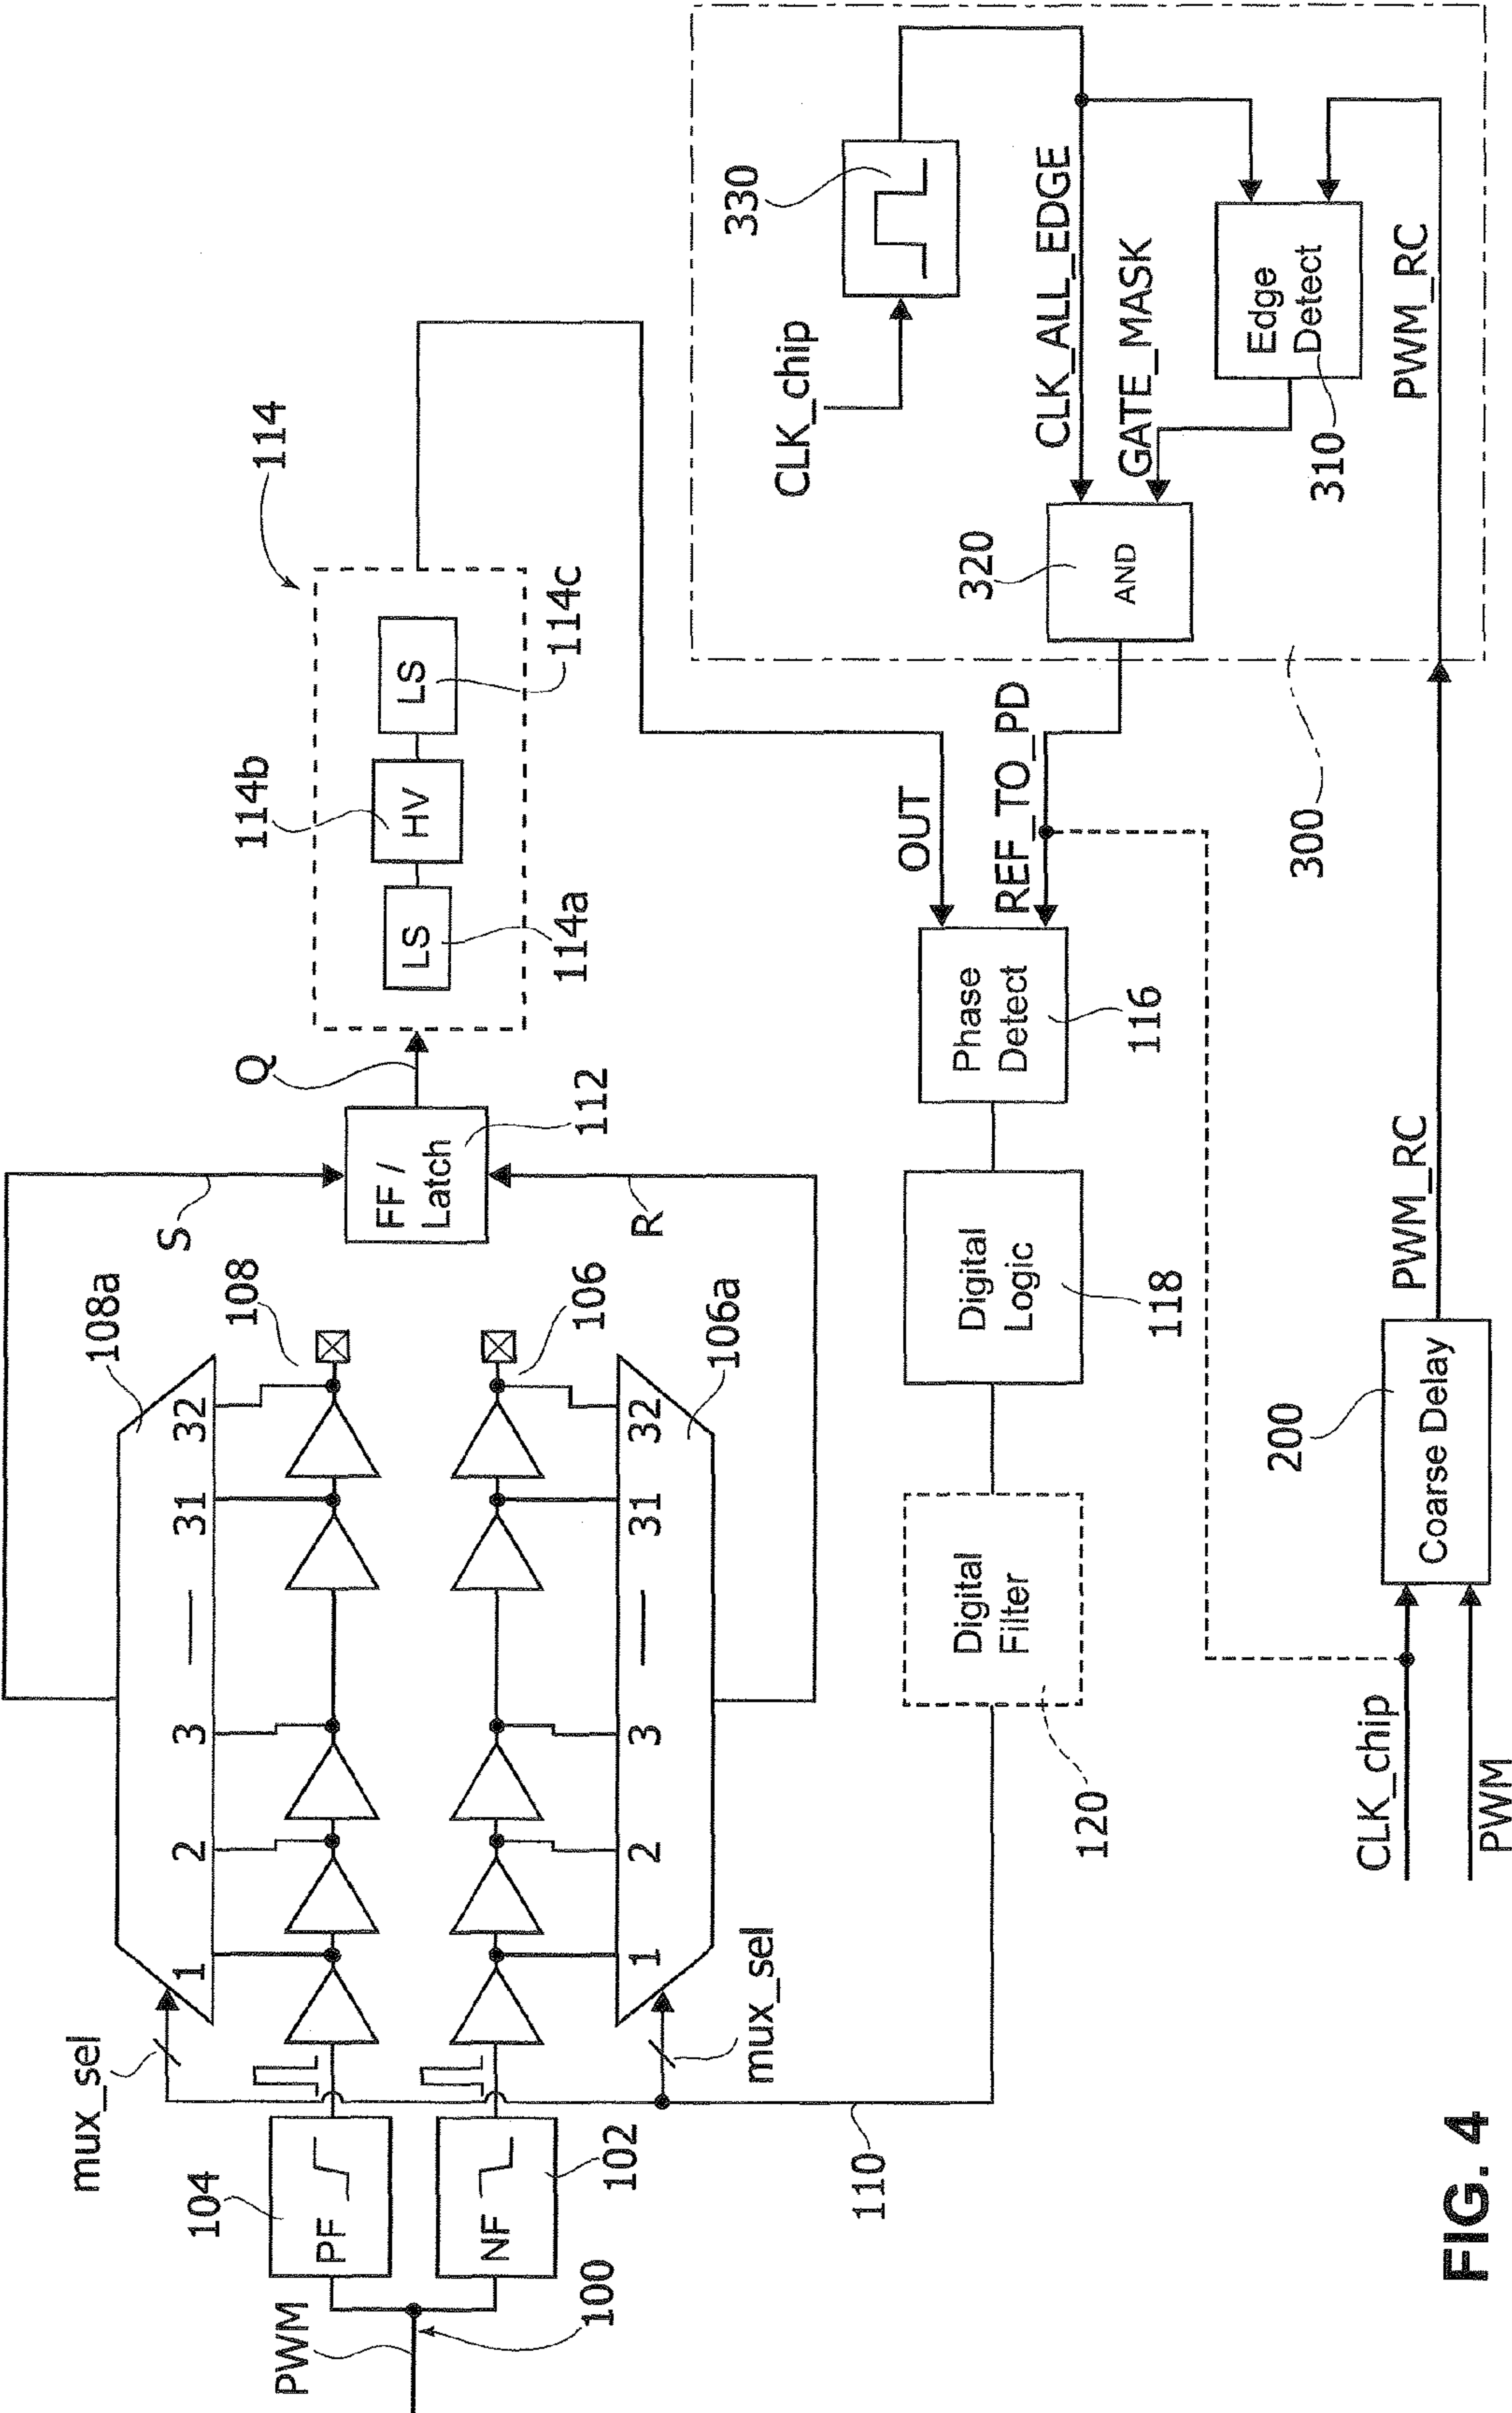 PWM
100
104
PF
NF
102
mux_sel
mux_sel
110
108a
1 2 3 31 32
108
106
1 2 3 31 32
106a
S
R
FF /
Latch
112
Q
114
LS
114a
HV
114b
LS
114c
OUT
REF_TO_PD
Phase
Detect
116
Digital
Logic
118
Digital
Filter
120
CLK_chip
330
CLK_ALL_EDGE
GATE_MASK
AND
320
Edge
Detect
310
PWM_RC
300
CLK_chip
PWM
Coarse Delay
200
PWM_RC
FIG. 4